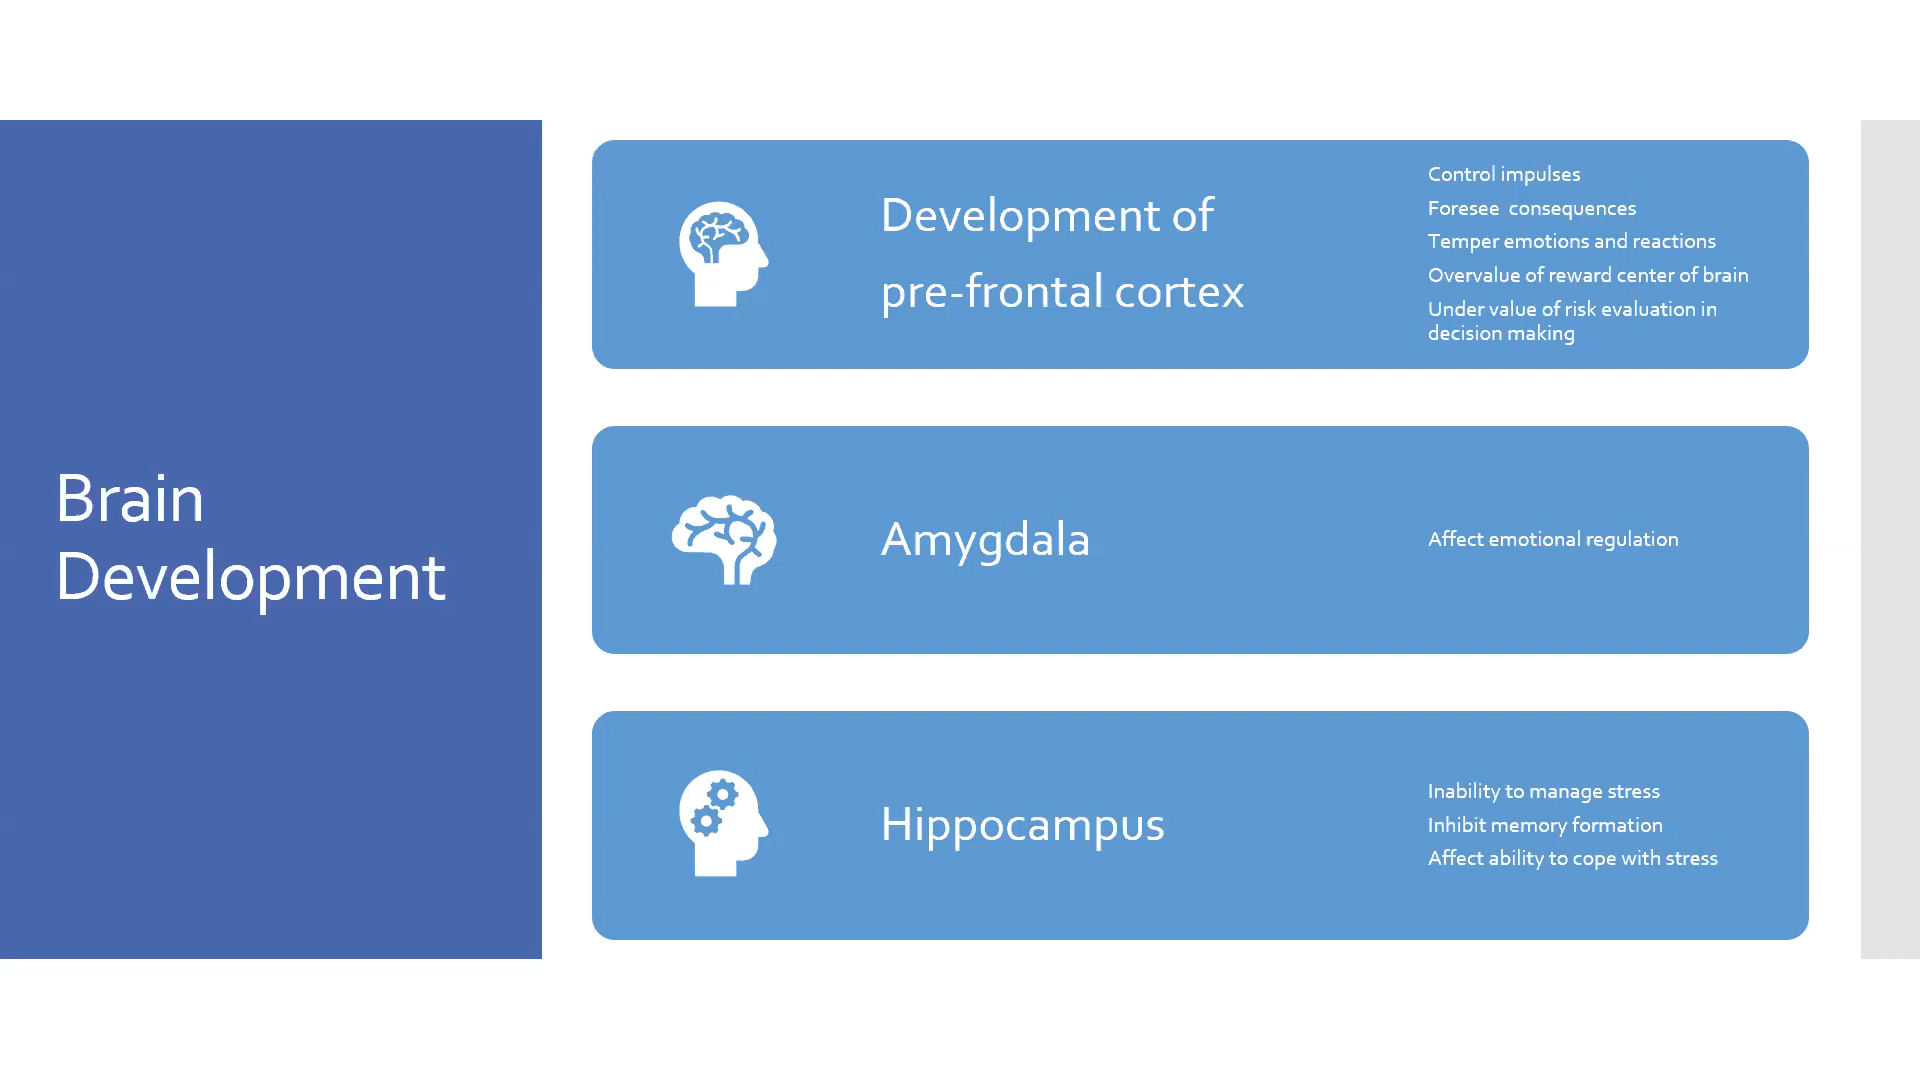 Brain
Development
Development of
pre-frontal cortex
Control impulses
Foresee  consequences
Temper emotions and reactions
Overvalue of reward center of brain
Under value of risk evaluation in
decision making
Amygdala
Affect emotional regulation
Hippocampus
Inability to manage stress
Inhibit memory formation
Affect ability to cope with stress